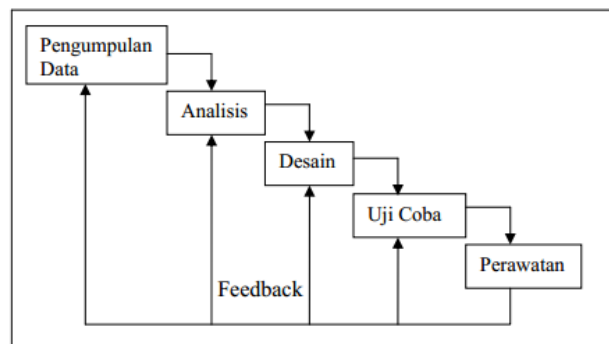 Pengumpulan
Data
Analisis
Desain
Uji Coba
Perawatan
Feedback